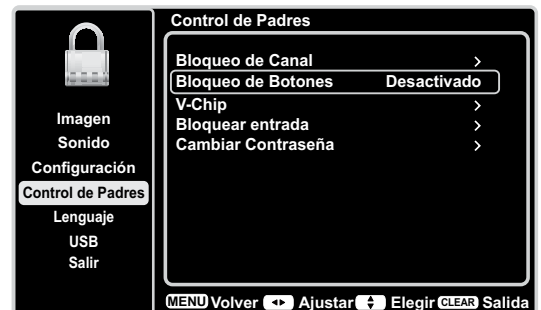 Control de Padres
Bloqueo de Canal >
Bloqueo de Botones Desactivado
V-Chip >
Bloquear entrada >
Cambiar Contraseña >
Imagen
Sonido
Configuración
Control de Padres
Lenguaje
USB
Salir
MENU Volver Ajustar Elegir CLEAR Salida